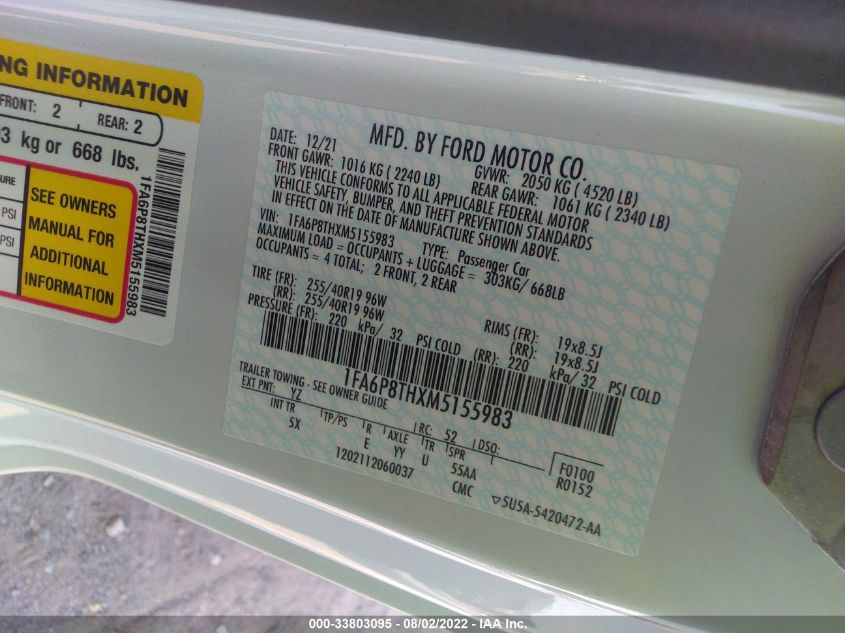 NG INFORMATION
FRONT: 2
REAR: 2
3 kg or 668 lbs.
URE
PSI
PSI
SEE OWNERS
MANUAL FOR
ADDITIONAL
INFORMATION
1FA6P8THXM5155983
MFD. BY FORD MOTOR CO.
DATE: 12/21
GVWR: 2050 KG ( 4520 LB)
FRONT GAWR: 1016 KG ( 2240 LB)
REAR GAWR: 1061 KG ( 2340 LB)
THIS VEHICLE CONFORMS TO ALL APPLICABLE FEDERAL MOTOR
VEHICLE SAFETY, BUMPER, AND THEFT PREVENTION STANDARDS
IN EFFECT ON THE DATE OF MANUFACTURE SHOWN ABOVE.
VIN: 1FA6P8THXM5155983
TYPE: Passenger Car
MAXIMUM LOAD = OCCUPANTS + LUGGAGE = 303KG/ 668LB
OCCUPANTS = 4 TOTAL; 2 FRONT, 2 REAR
TIRE (FR): 255/40R19 96W RIMS (FR): 19x8.5J
(RR): 255/40R19 96W (RR): 19x8.5J
PRESSURE (FR): 220 kPa/ 32 PSI COLD (RR): 220 kPa/ 32 PSI COLD
1FA6P8THXM5155983
TRAILER TOWING - SEE OWNER GUIDE
EXT PNT: YZ RC: 52 DSO:
INT TR TP/PS R AXLE TR SPR
5X E YY U 55AA
F0100
R0152
1202112060037 CMC ▽5U5A-5420472-AA
000-33803095 - 08/02/2022 - IAA Inc.